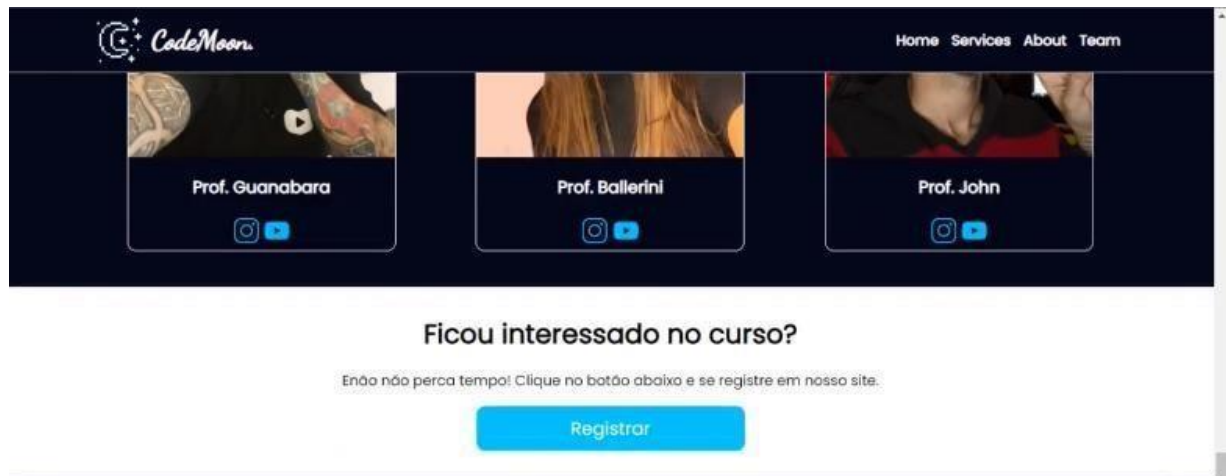 CodeMoon.
Home Services About Team
Prof. Guanabara
Prof. Ballerini
Prof. John
Ficou interessado no curso?
Enão não perca tempo! Clique no botão abaixo e se registre em nosso site.
Registrar